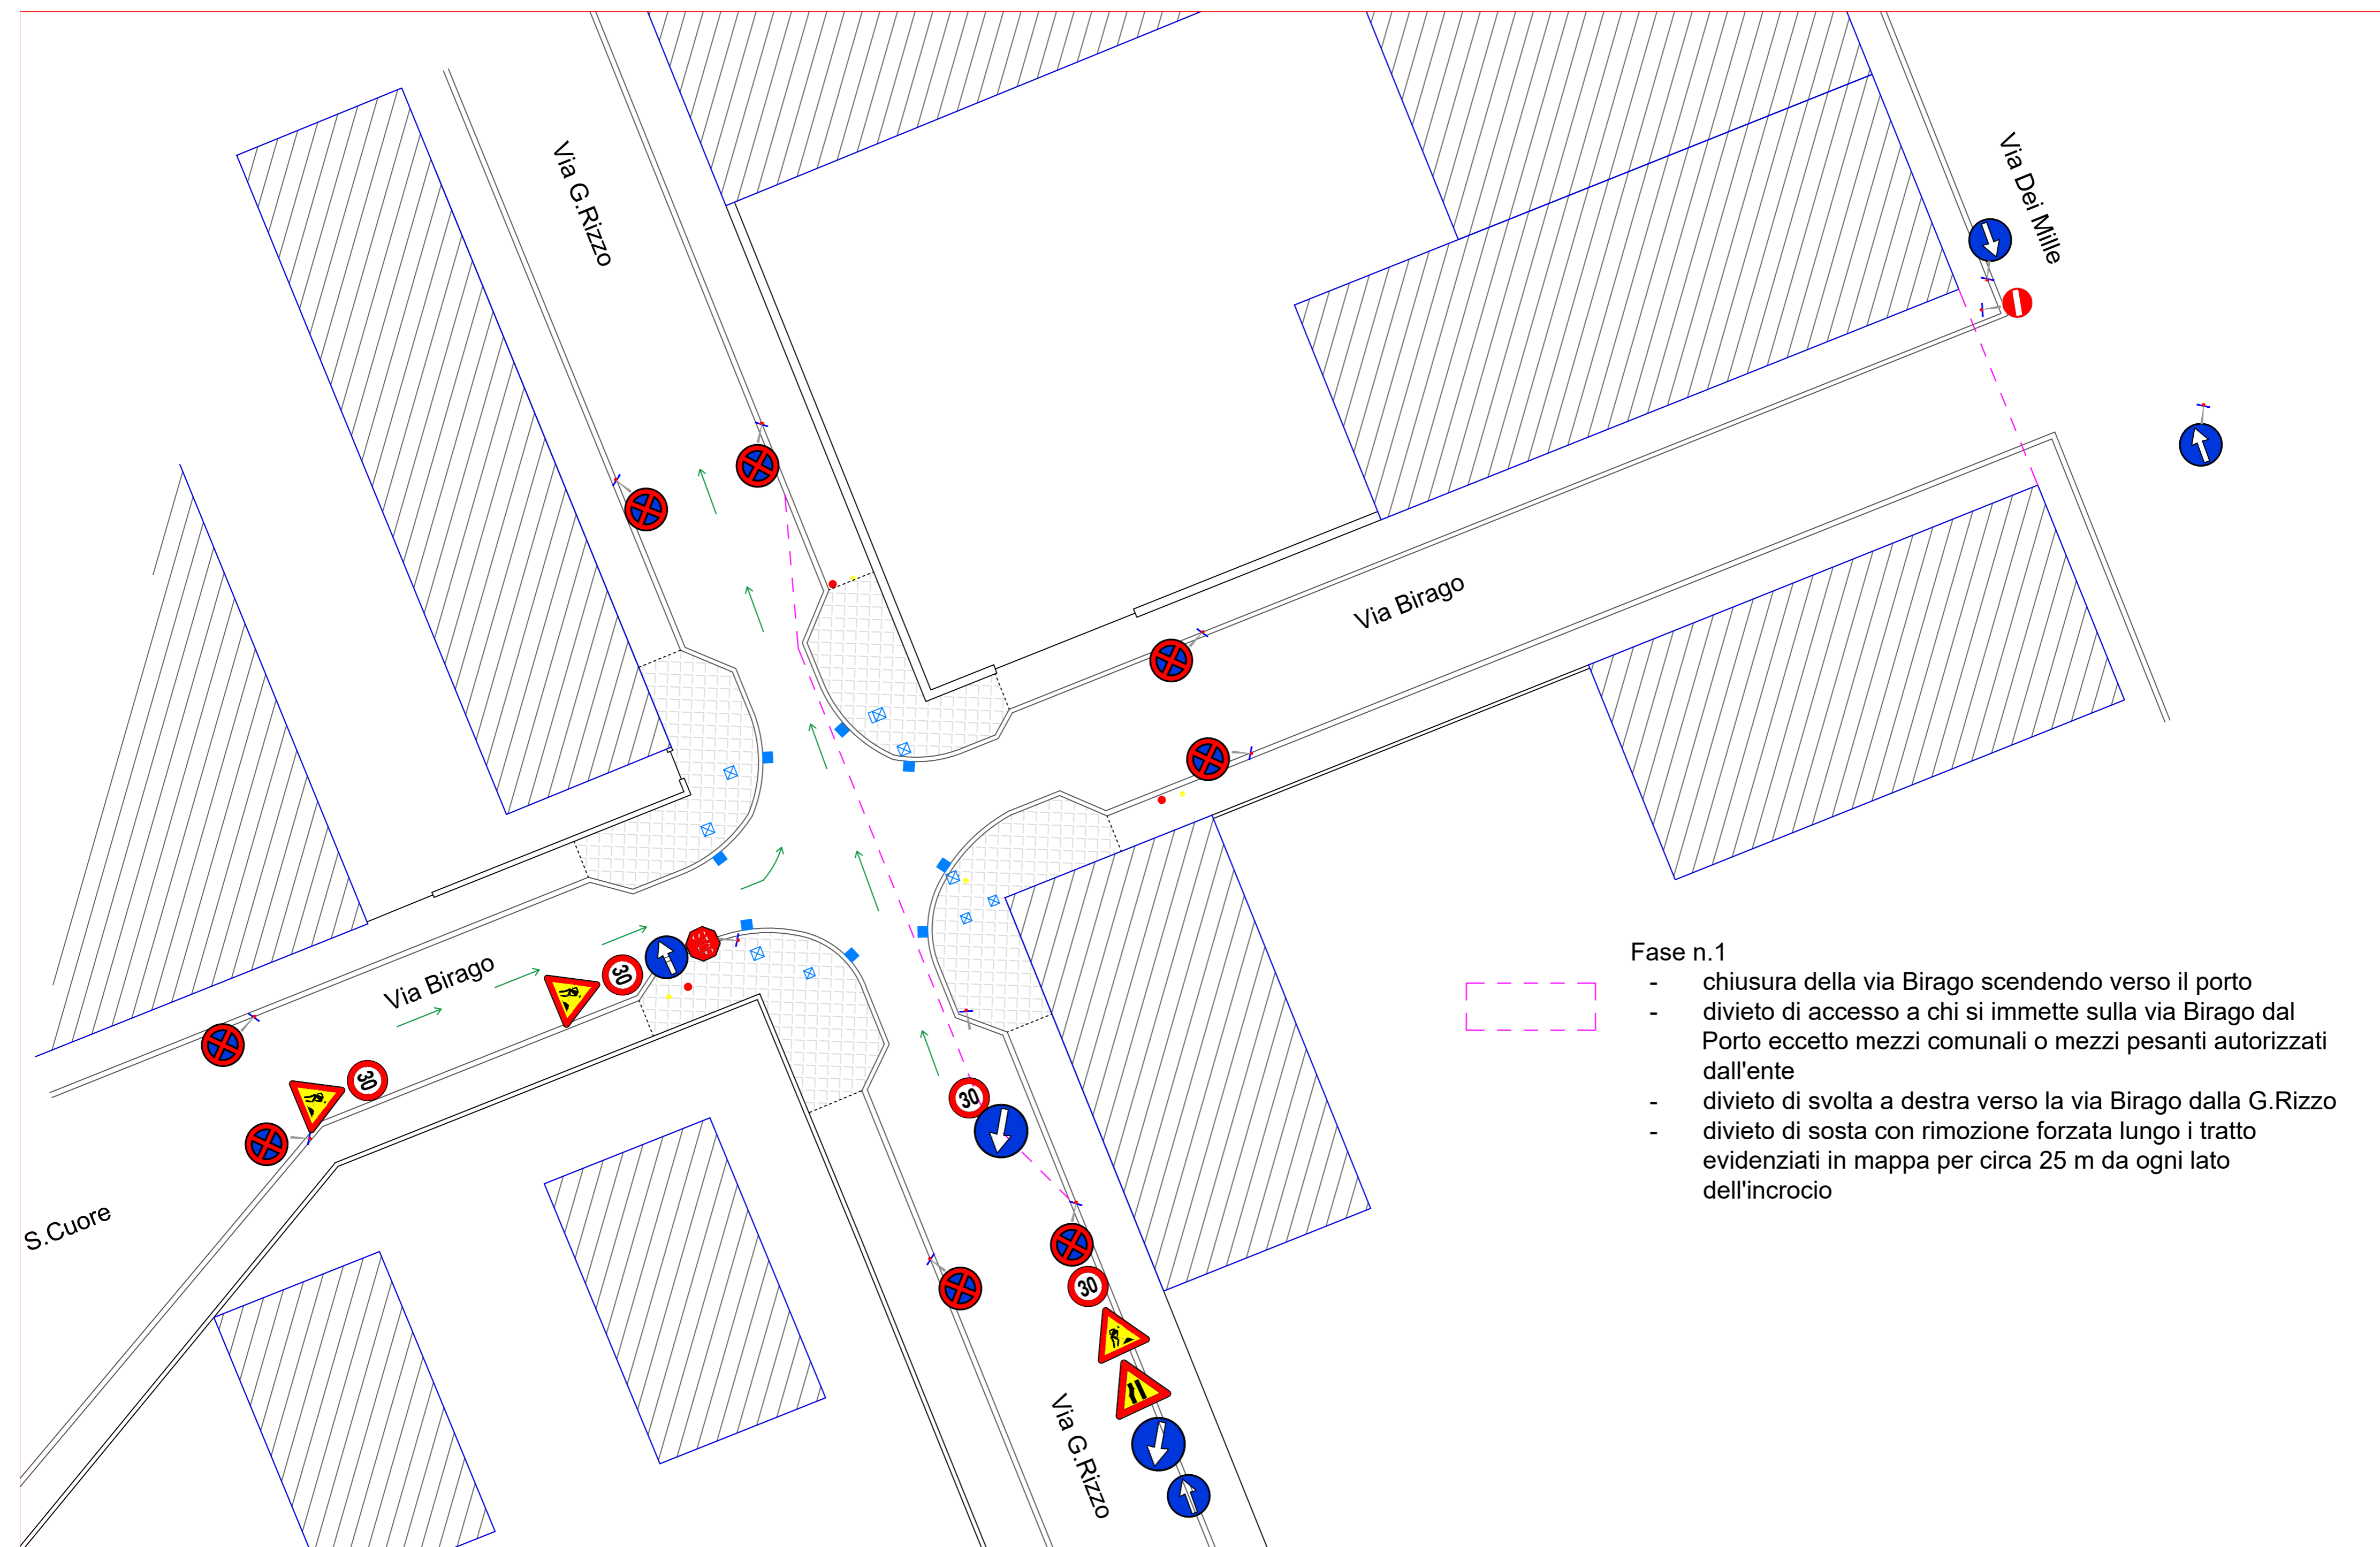 Via G.Rizzo
Via Dei Mille
Via Birago
Via Birago
30
30
S.Cuore
30
30
Via G.Rizzo
Fase n.1
- chiusura della via Birago scendendo verso il porto
- divieto di accesso a chi si immette sulla via Birago dal
Porto eccetto mezzi comunali o mezzi pesanti autorizzati
dall'ente
- divieto di svolta a destra verso la via Birago dalla G.Rizzo
- divieto di sosta con rimozione forzata lungo i tratto
evidenziati in mappa per circa 25 m da ogni lato
dell'incrocio